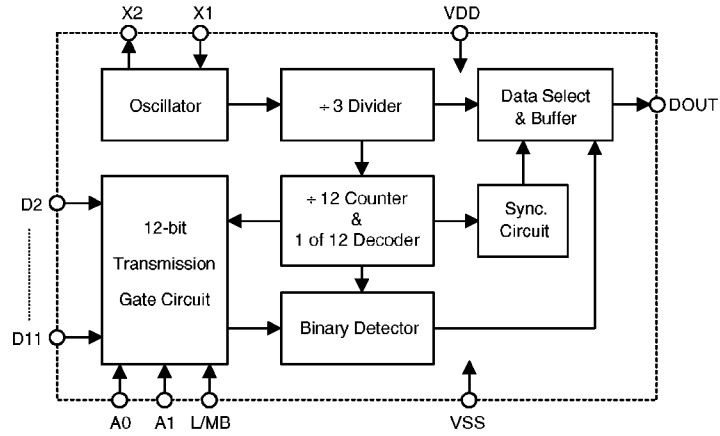 X2
X1
VDD
Oscillator
÷ 3 Divider
Data Select
& Buffer
DOUT
D2
12-bit
Transmission
Gate Circuit
÷ 12 Counter
&
1 of 12 Decoder
Sync.
Circuit
D11
Binary Detector
A0
A1
L/MB
VSS